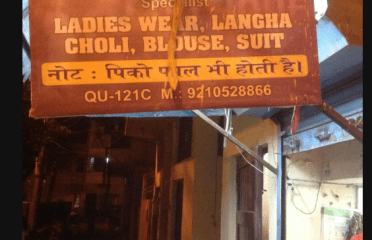 Specialist
LADIES WEAR, LANGHA
CHOLI, BLOUSE, SUIT
नोट : पिको फाल भी होती है।
QU-121C M.: 9210528866